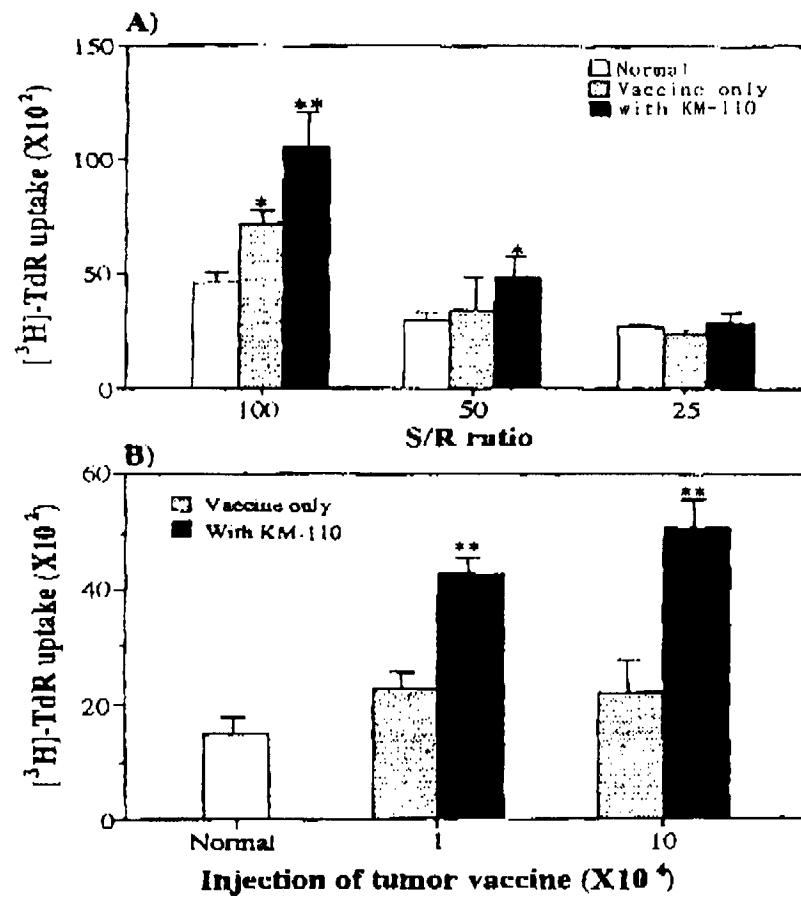 A)
150
100
50
0
[³H]-TdR uptake (X10²)
Normal
Vaccine only
with KM-110
*
**
*
100 50 25
S/R ratio
B)
60
40
20
0
[³H]-TdR uptake (X10²)
Vaccine only
With KM-110
**
**
Normal 1 10
Injection of tumor vaccine (X10⁴)